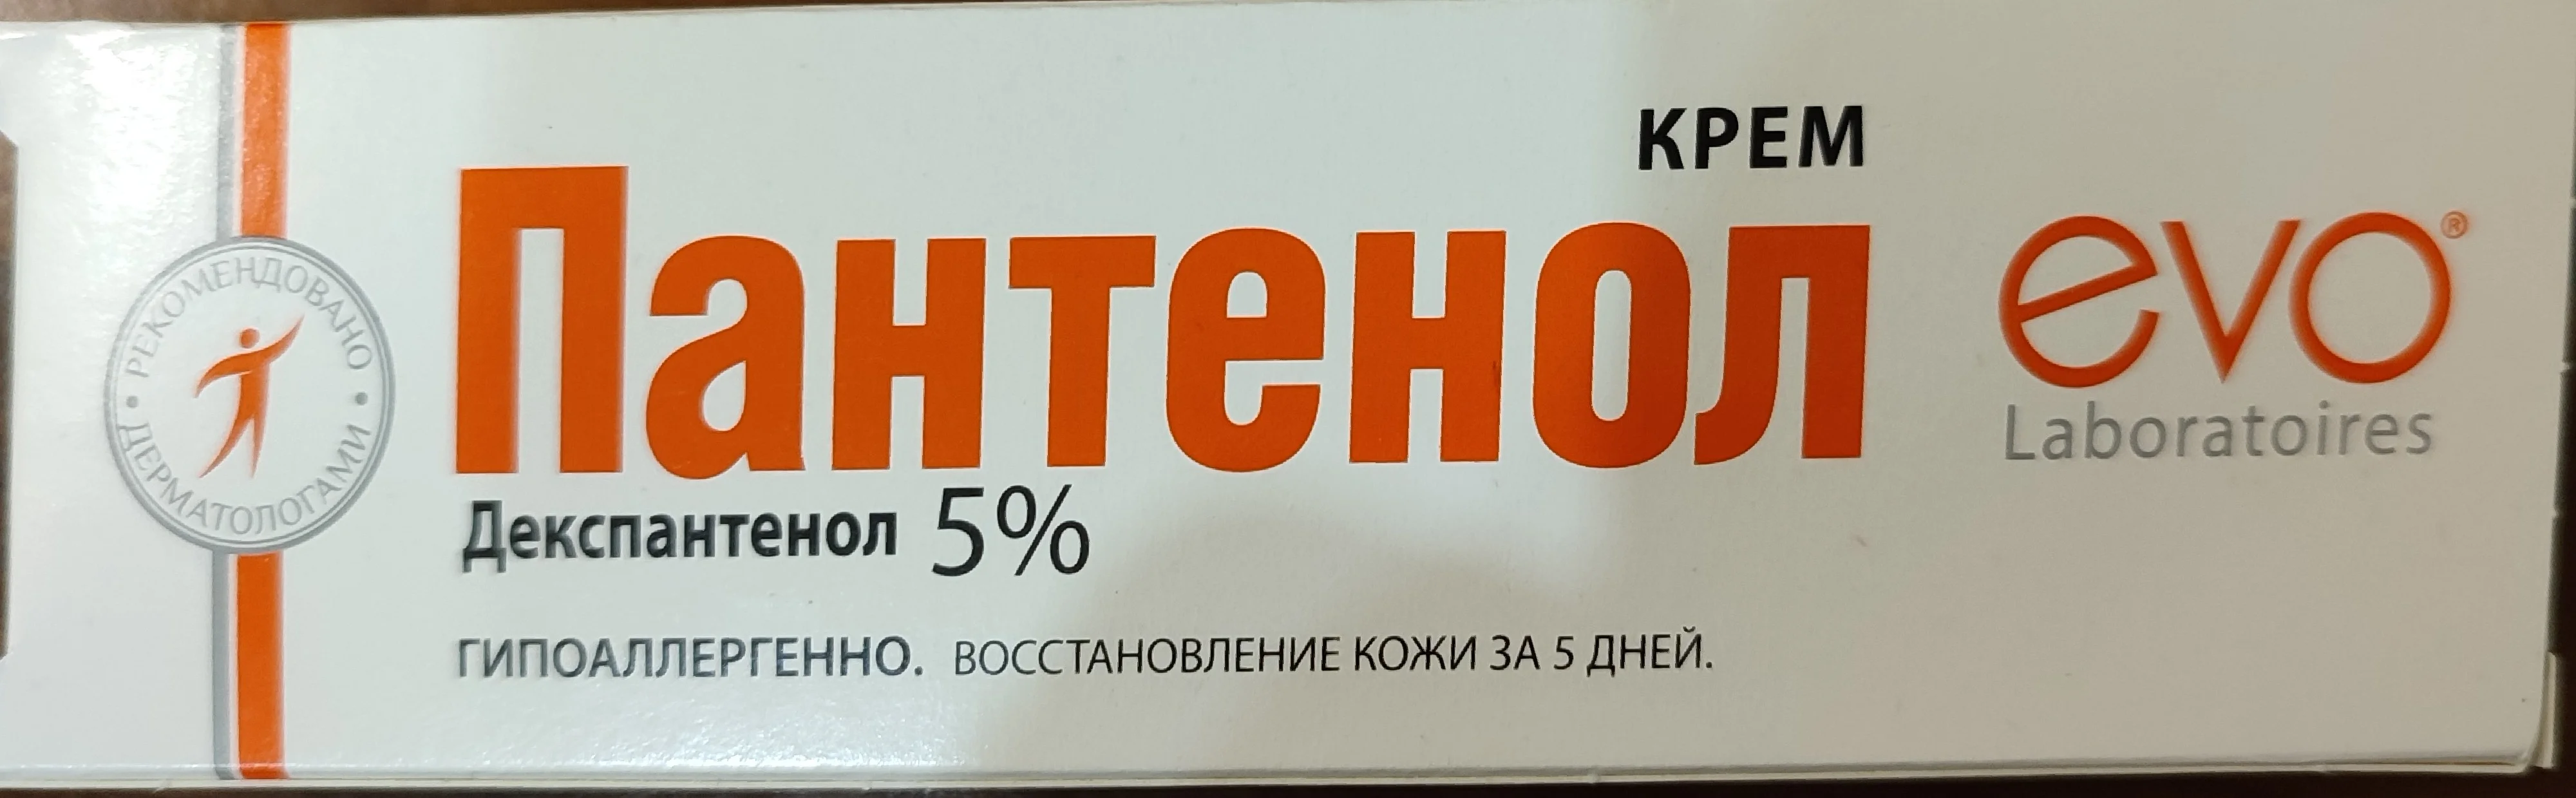 РЕКОМЕНДОВАНО
ДЕРМАТОЛОГАМИ
КРЕМ
Пантенол
evo®
Laboratoires
Декспантенол 5%
ГИПОАЛЛЕРГЕННО. ВОССТАНОВЛЕНИЕ КОЖИ ЗА 5 ДНЕЙ.